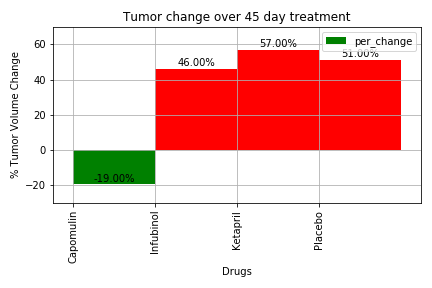 Tumor change over 45 day treatment
per_change
57.00%
51.00%
46.00%
-19.00%
60
40
20
0
−20
% Tumor Volume Change
Capomulin
Infubinol
Ketapril
Placebo
Drugs